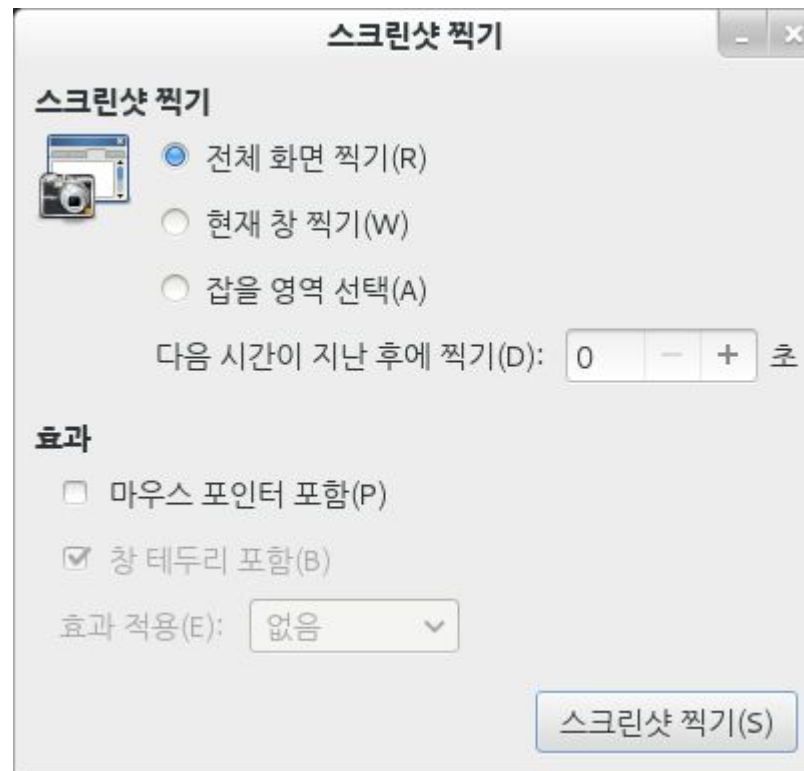 스크린샷 찍기
스크린샷 찍기
전체 화면 찍기(R)
현재 창 찍기(W)
잡을 영역 선택(A)
다음 시간이 지난 후에 찍기(D): 0 − + 초
효과
마우스 포인터 포함(P)
창 테두리 포함(B)
효과 적용(E): 없음
스크린샷 찍기(S)